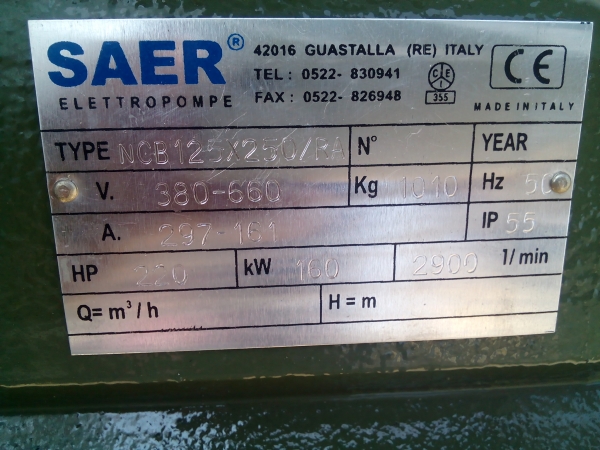 SAER®
ELETTROPOMPE
42016 GUASTALLA (RE) ITALY
TEL : 0522- 830941
FAX : 0522- 826948
CEI
355
CE
MADE IN ITALY
TYPE NCB125X250/RA N° YEAR
V. 380-660 Kg 1010 Hz 50
A. 297-161 IP 55
HP 220 kW 160 2900 1/min
Q= m³/h H = m